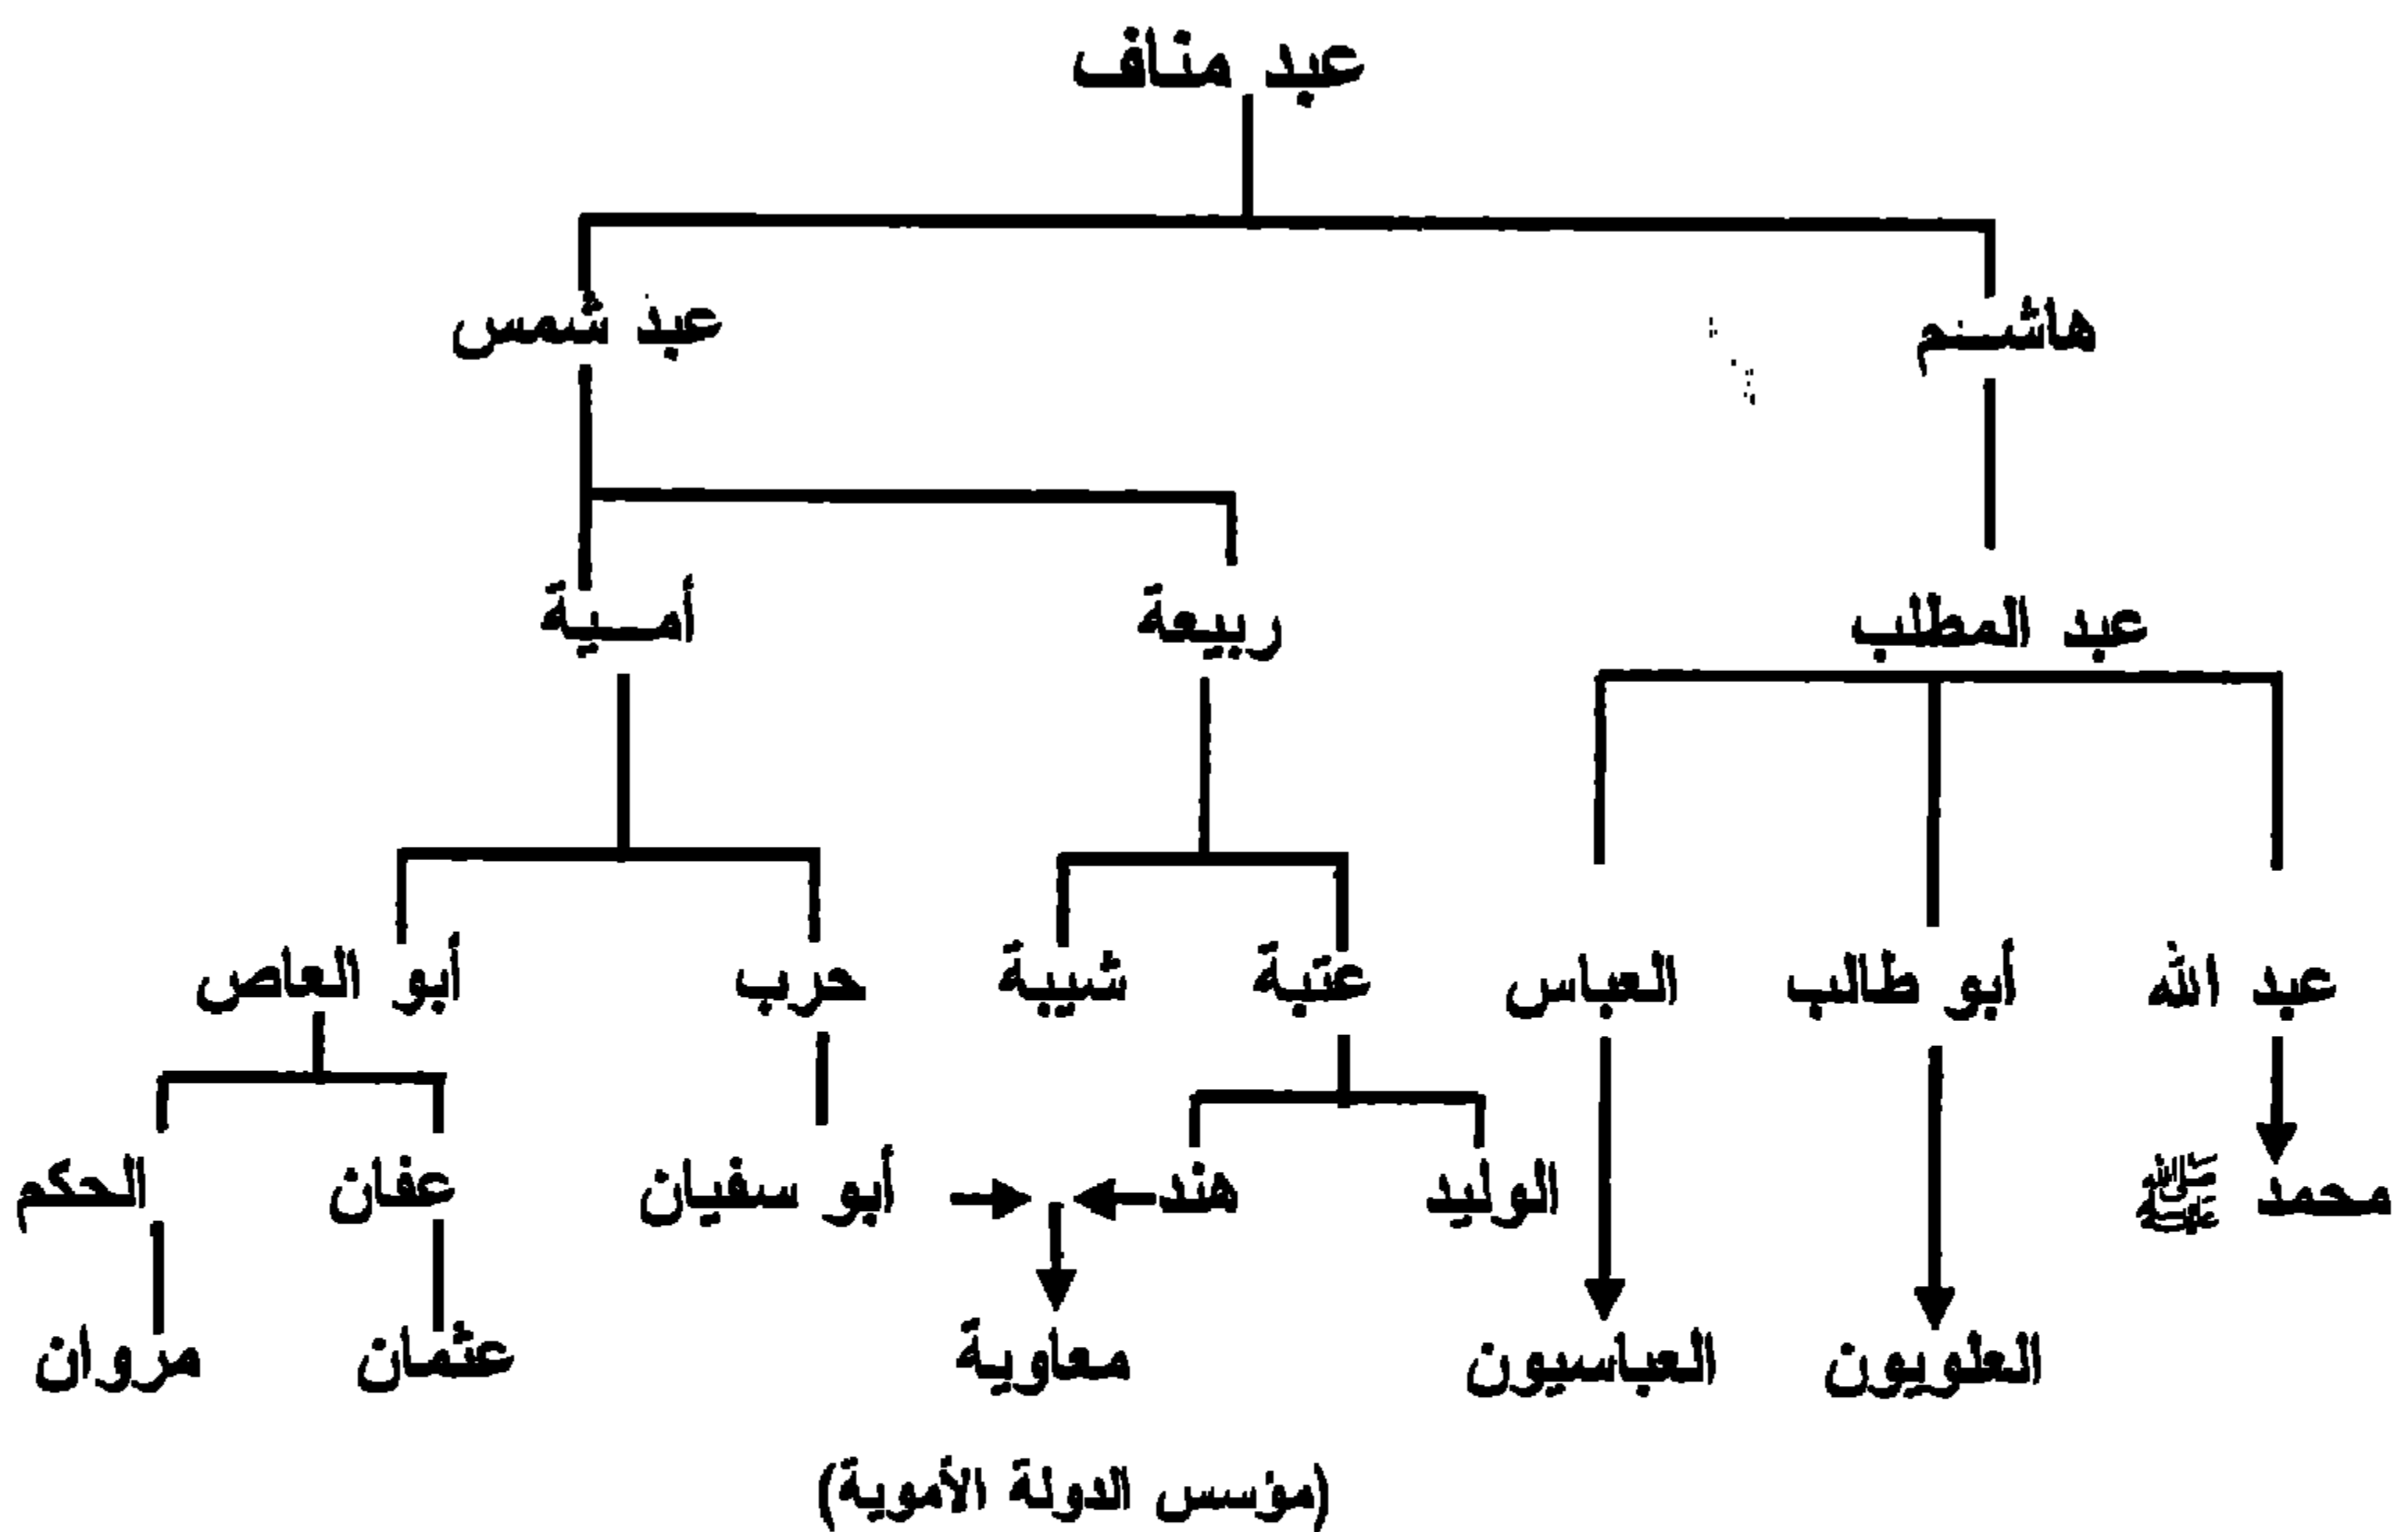 عبد مناف
هاشم عبد شمس
عبد المطلب ربيعة أمية
عبد الله أبو طالب العباس عتبة شيبة حرب أبو العاص
محمد ﷺ الوليد هند أبو سفيان عفان الحكم
العلويون العباسيون معاوية عثمان مروان
(مؤسس الدولة الأموية)